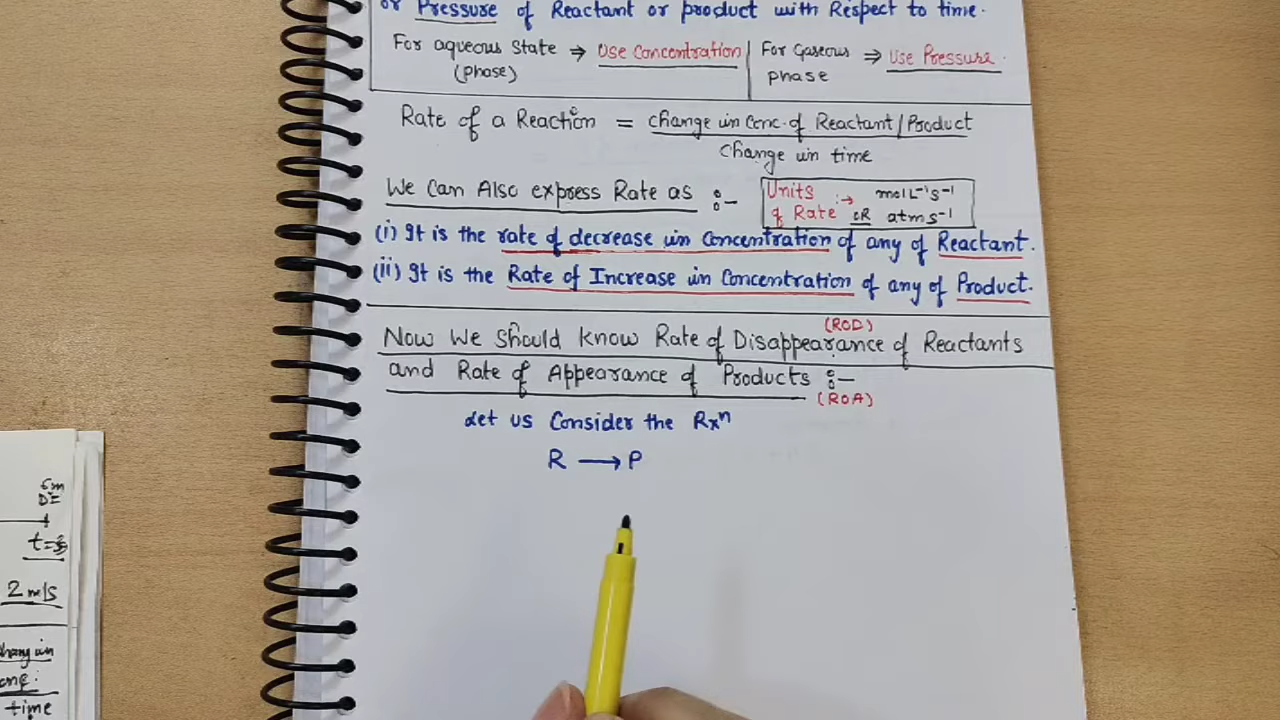 or Pressure of Reactant or product with Respect to time.
For aqueous state ⇒ Use Concentration
(phase)
For Gaseous ⇒ Use Pressure.
phase
Rate of a Reaction = change in Conc. of Reactant/Product
Change in time
We Can Also express Rate as :-
Units :→ mol L⁻¹s⁻¹
of Rate OR atm s⁻¹
(i) It is the rate of decrease in Concentration of any of Reactant.
(ii) It is the Rate of Increase in Concentration of any of Product.
(ROD)
Now We Should know Rate of Disappearance of Reactants
and Rate of Appearance of Products :-
(ROA)
Let us Consider the Rxⁿ
R → P
6m
t=
2 m/s
time